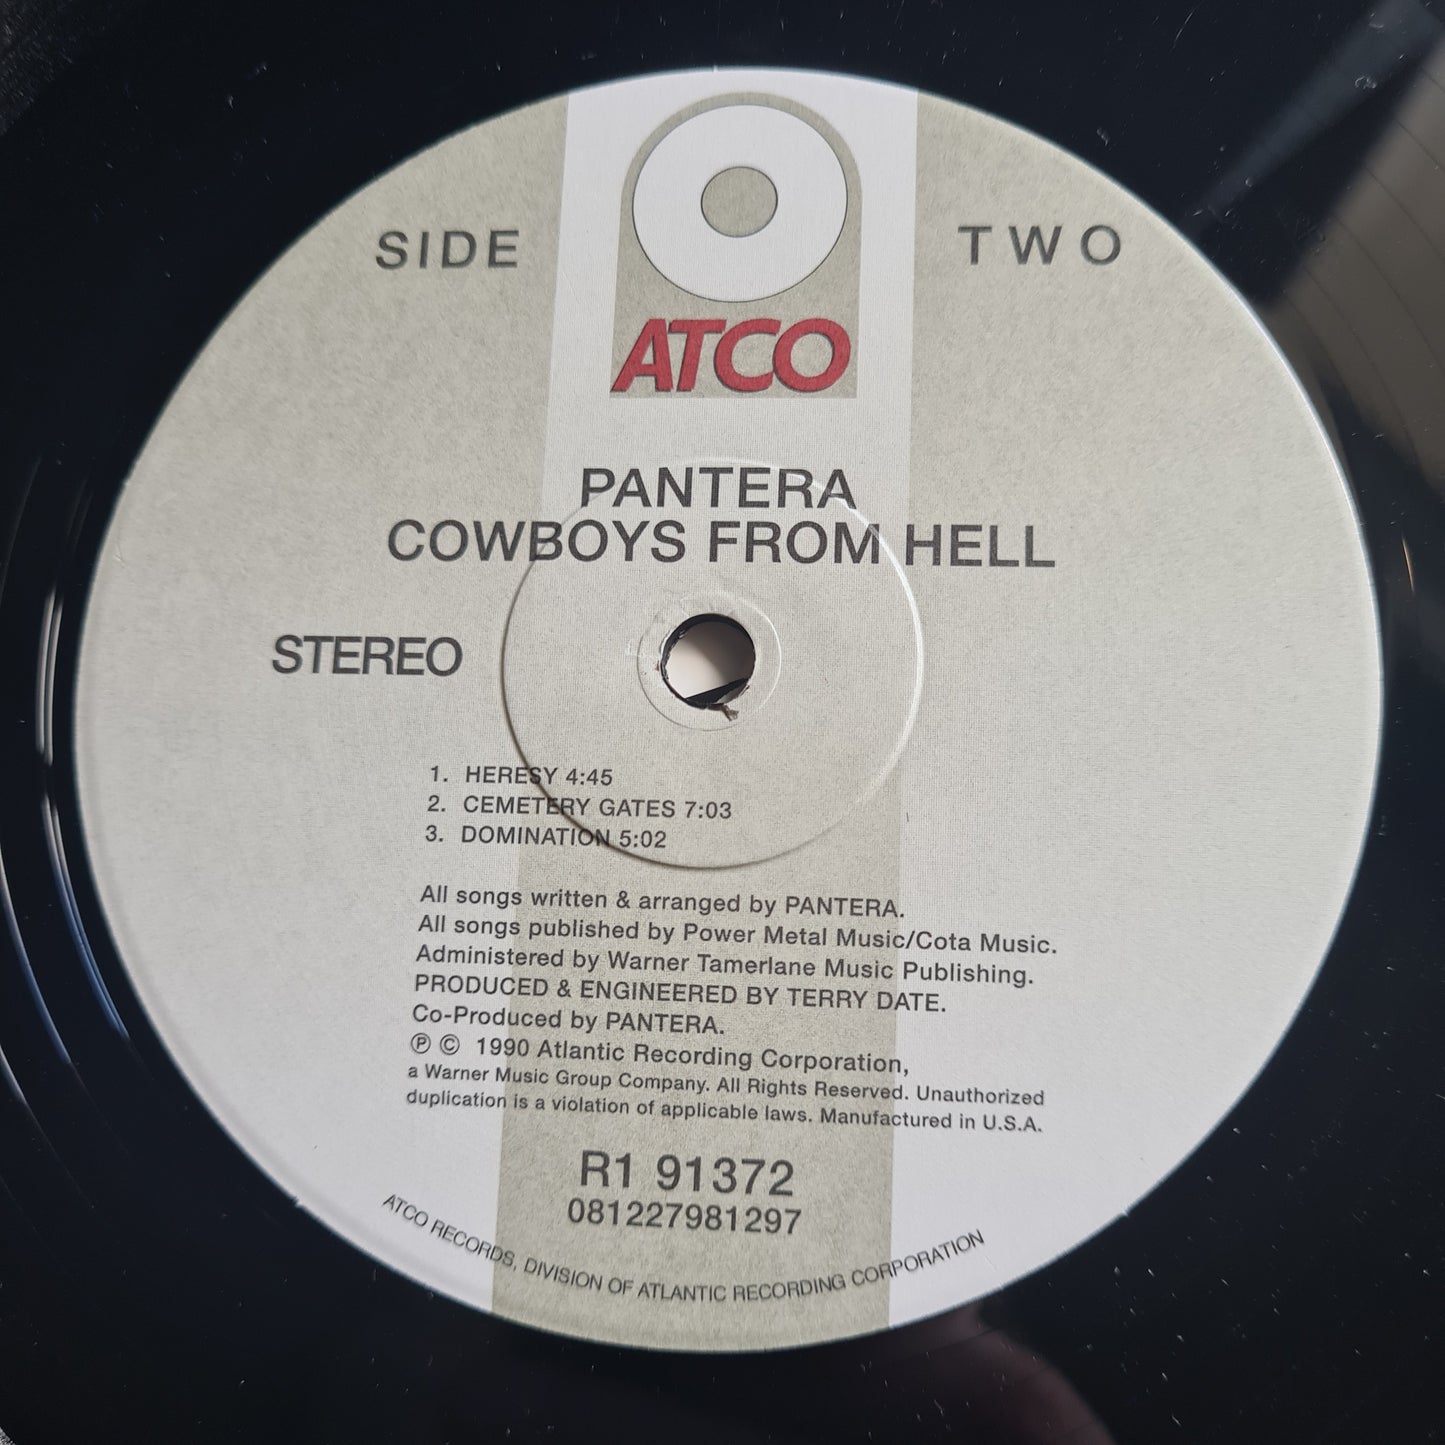 SIDE TWO
ATCO
PANTERA
COWBOYS FROM HELL
STEREO
1. HERESY 4:45
2. CEMETERY GATES 7:03
3. DOMINATION 5:02
All songs written & arranged by PANTERA.
All songs published by Power Metal Music/Cota Music.
Administered by Warner Tamerlane Music Publishing.
PRODUCED & ENGINEERED BY TERRY DATE.
Co-Produced by PANTERA.
Ⓟ © 1990 Atlantic Recording Corporation,
a Warner Music Group Company. All Rights Reserved. Unauthorized
duplication is a violation of applicable laws. Manufactured in U.S.A.
R1 91372
081227981297
ATCO RECORDS, DIVISION OF ATLANTIC RECORDING CORPORATION